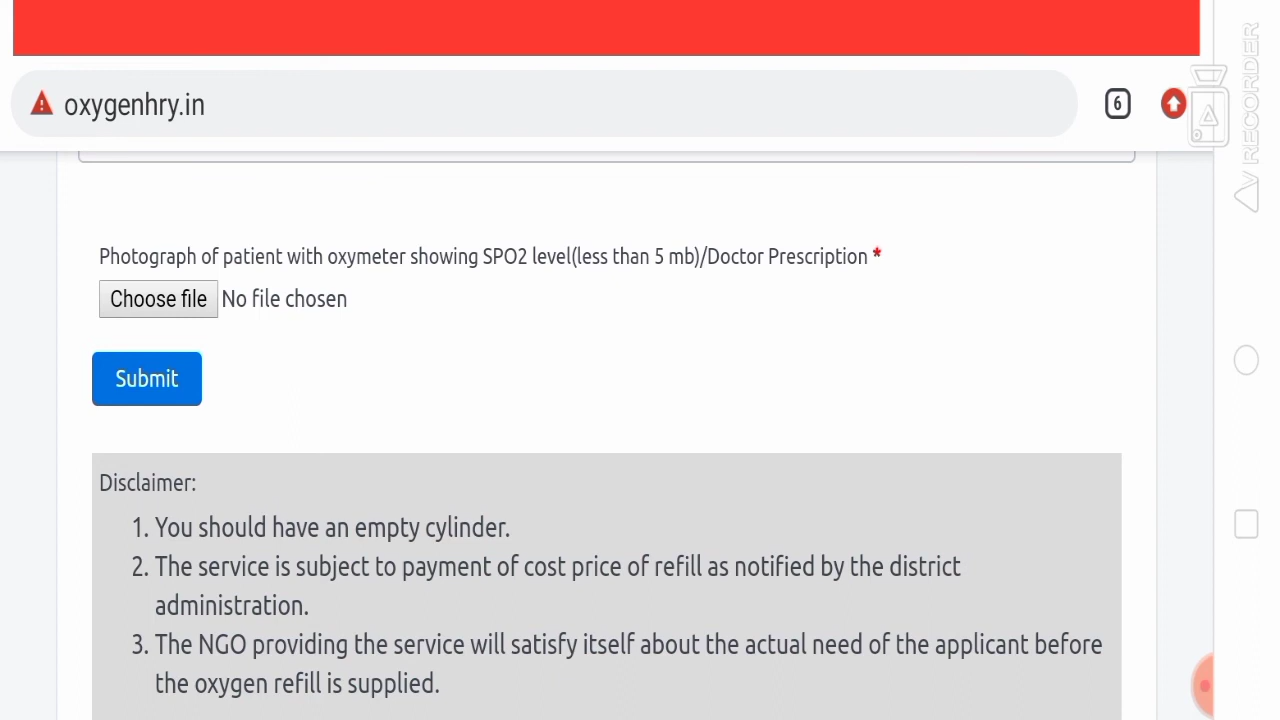 oxygenhry.in
6
AV RECORDER
Photograph of patient with oxymeter showing SPO2 level(less than 5 mb)/Doctor Prescription *
Choose file No file chosen
Submit
Disclaimer:
1. You should have an empty cylinder.
2. The service is subject to payment of cost price of refill as notified by the district
administration.
3. The NGO providing the service will satisfy itself about the actual need of the applicant before
the oxygen refill is supplied.